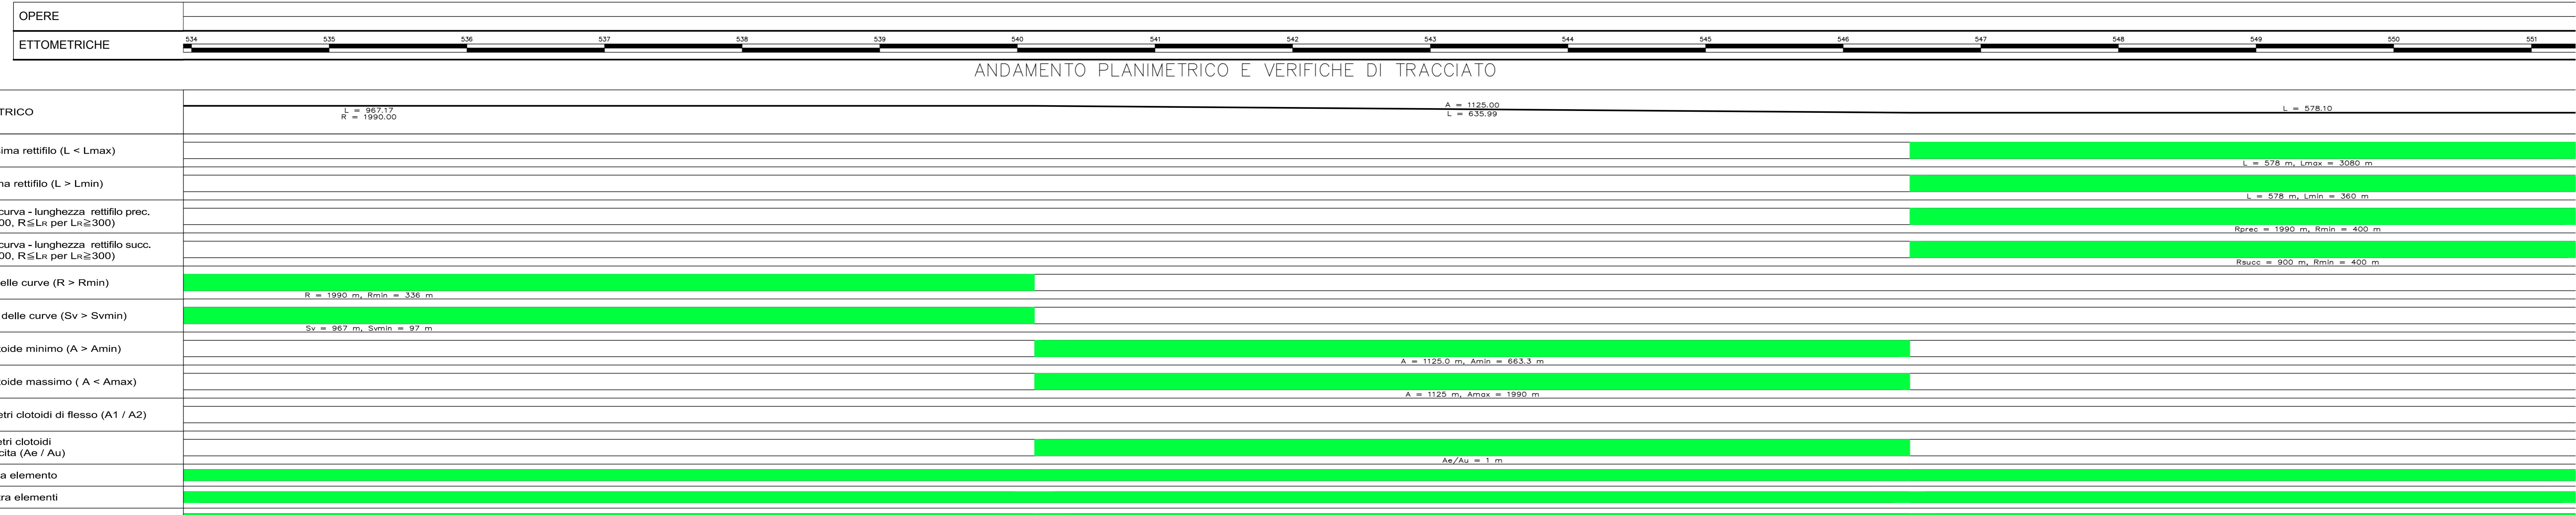 OPERE
ETTOMETRICHE
534 535 536 537 538 539 540 541 542 543 544 545 546 547 548 549 550 551
ANDAMENTO PLANIMETRICO E VERIFICHE DI TRACCIATO
TRICO
L = 967.17
R = 1990.00
A = 1125.00
L = 635.99
L = 578.10
ima rettifilo (L < Lmax)
L = 578 m, Lmax = 3080 m
na rettifilo (L > Lmin)
L = 578 m, Lmin = 360 m
curva - lunghezza rettifilo prec.
00, R≦LR per LR≧300)
Rprec = 1990 m, Rmin = 400 m
curva - lunghezza rettifilo succ.
00, R≦LR per LR≧300)
Rsucc = 900 m, Rmin = 400 m
elle curve (R > Rmin)
R = 1990 m, Rmin = 336 m
delle curve (Sv > Svmin)
Sv = 967 m, Svmin = 97 m
oide minimo (A > Amin)
A = 1125.0 m, Amin = 663.3 m
oide massimo ( A < Amax)
A = 1125 m, Amax = 1990 m
etri clotoidi di flesso (A1 / A2)
etri clotoidi
cita (Ae / Au)
Ae/Au = 1 m
a elemento
tra elementi